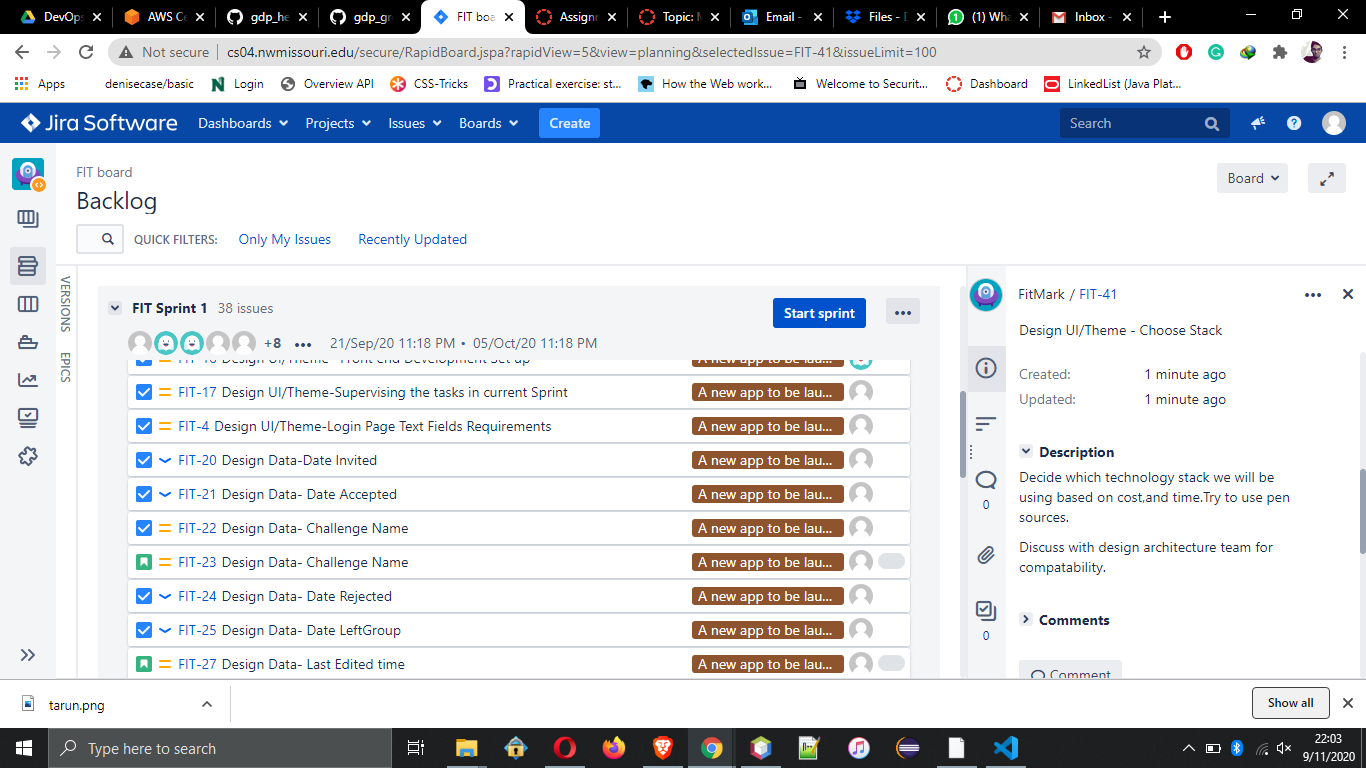 DevOps
AWS Ce
gdp_he
gdp_gr
FIT boa
Assignm
Topic: M
Email -
Files - D
(1) Wha
Inbox -
Not secure
cs04.nwmissouri.edu/secure/RapidBoard.jspa?rapidView=5&view=planning&selectedIssue=FIT-41&issueLimit=100
Apps
denisecase/basic
Login
Overview API
CSS-Tricks
Practical exercise: st...
How the Web work...
Welcome to Securit...
Dashboard
LinkedList (Java Plat...
Jira Software
Dashboards
Projects
Issues
Boards
Create
Search
FIT board
Backlog
Board
QUICK FILTERS:
Only My Issues
Recently Updated
VERSIONS
EPICS
FIT Sprint 1
38 issues
Start sprint
+8
21/Sep/20 11:18 PM • 05/Oct/20 11:18 PM
FIT-16 Design UI/Theme -Front end Development Set up
A new app to be lau...
FIT-17 Design UI/Theme-Supervising the tasks in current Sprint
A new app to be lau...
FIT-4 Design UI/Theme-Login Page Text Fields Requirements
A new app to be lau...
FIT-20 Design Data-Date Invited
A new app to be lau...
FIT-21 Design Data- Date Accepted
A new app to be lau...
FIT-22 Design Data- Challenge Name
A new app to be lau...
FIT-23 Design Data- Challenge Name
A new app to be lau...
FIT-24 Design Data- Date Rejected
A new app to be lau...
FIT-25 Design Data- Date LeftGroup
A new app to be lau...
FIT-27 Design Data- Last Edited time
A new app to be lau...
FitMark / FIT-41
Design UI/Theme - Choose Stack
Created:
1 minute ago
Updated:
1 minute ago
Description
Decide which technology stack we will be
using based on cost,and time.Try to use pen
sources.
Discuss with design architecture team for
compatability.
Comments
Comment
0
0
tarun.png
Show all
Type here to search
22:03
9/11/2020